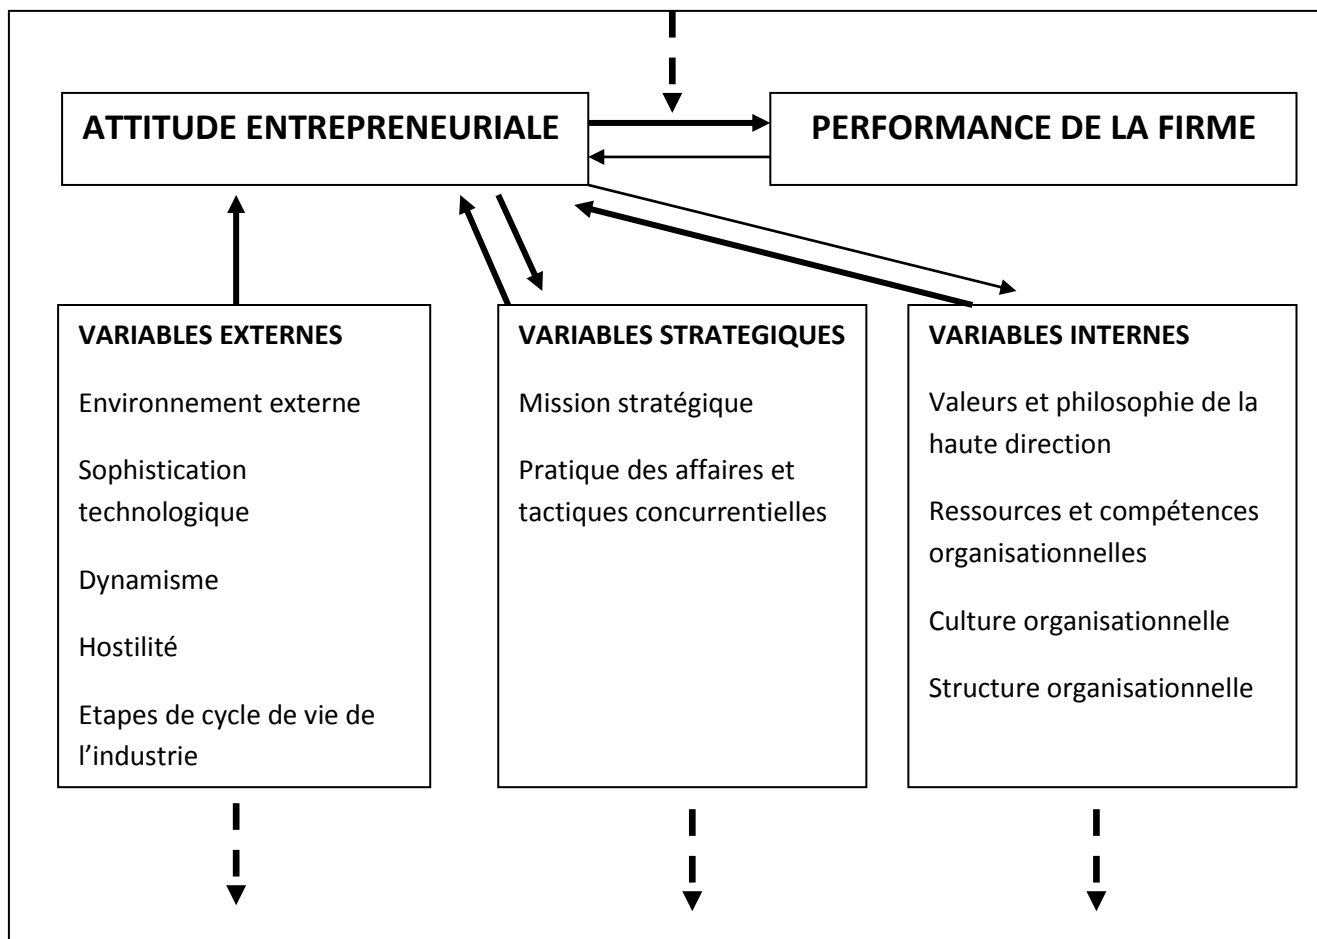 ATTITUDE ENTREPRENEURIALE
PERFORMANCE DE LA FIRME
VARIABLES EXTERNES
Environnement externe
Sophistication
technologique
Dynamisme
Hostilité
Etapes de cycle de vie de
l’industrie
VARIABLES STRATEGIQUES
Mission stratégique
Pratique des affaires et
tactiques concurrentielles
VARIABLES INTERNES
Valeurs et philosophie de la
haute direction
Ressources et compétences
organisationnelles
Culture organisationnelle
Structure organisationnelle